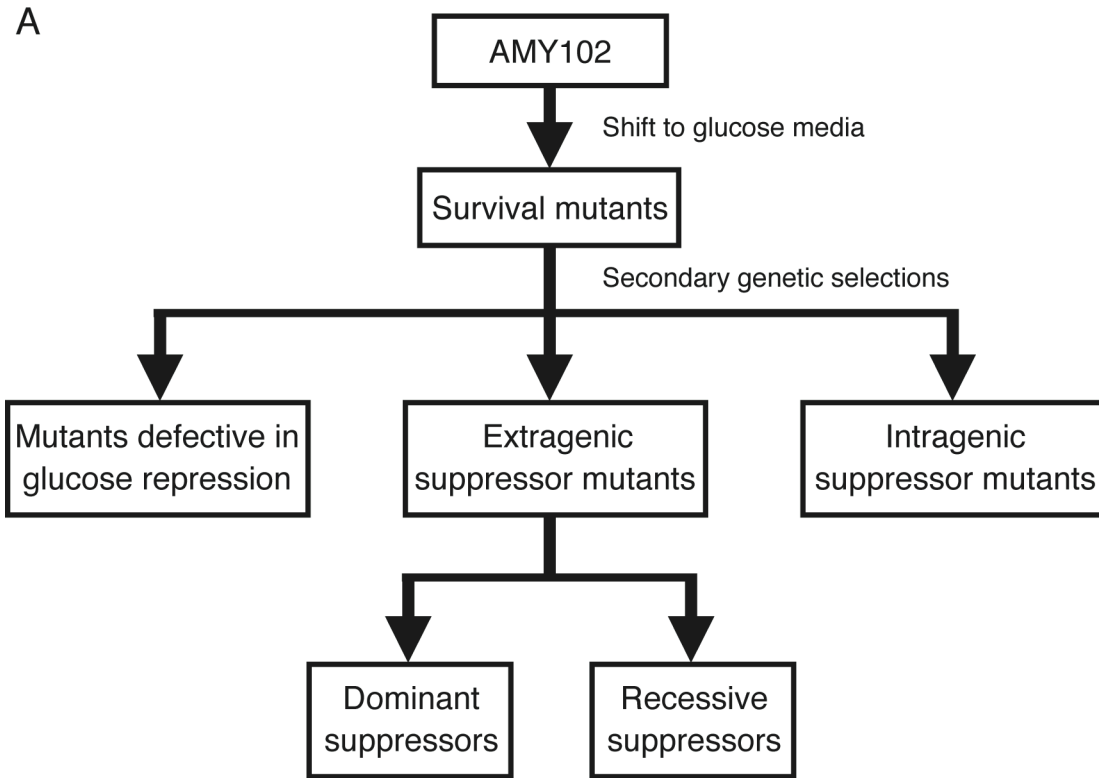 A
AMY102
Shift to glucose media
Survival mutants
Secondary genetic selections
Mutants defective in
glucose repression
Extragenic
suppressor mutants
Intragenic
suppressor mutants
Dominant
suppressors
Recessive
suppressors